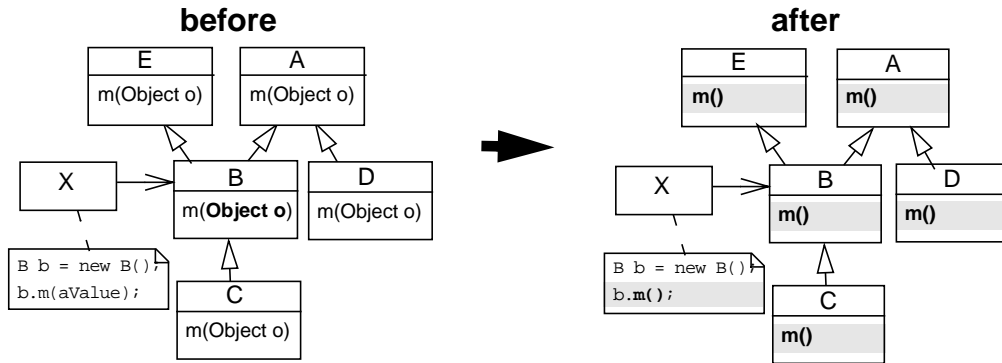 before
E
m(Object o)
A
m(Object o)
X
B
m(Object o)
D
m(Object o)
B b = new B();
b.m(aValue);
C
m(Object o)
after
E
m()
A
m()
X
B
m()
D
m()
B b = new B();
b.m();
C
m()